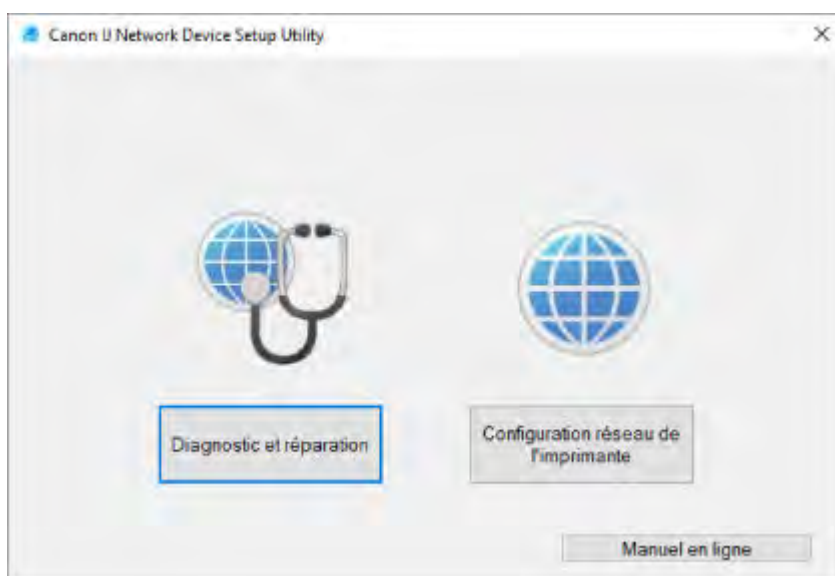 Canon IJ Network Device Setup Utility
Diagnostic et réparation
Configuration réseau de
l'imprimante
Manuel en ligne